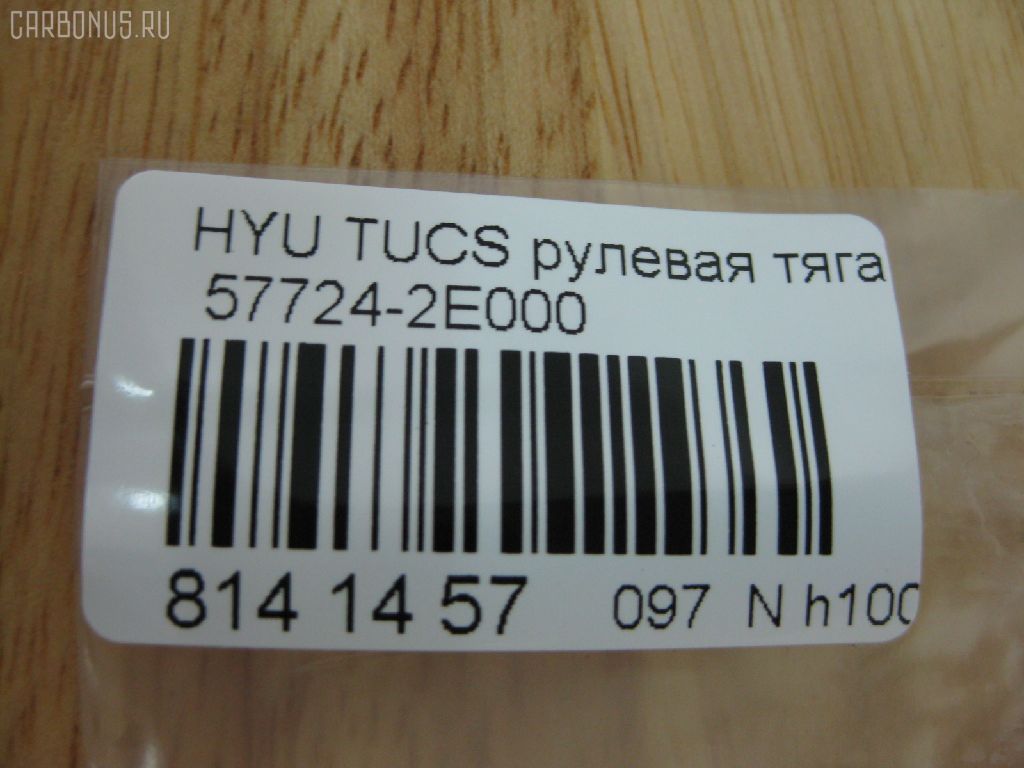 CARBONUS.RU
HYU TUCS рулевая тяга
57724-2E000
814 14 57 097 N h100